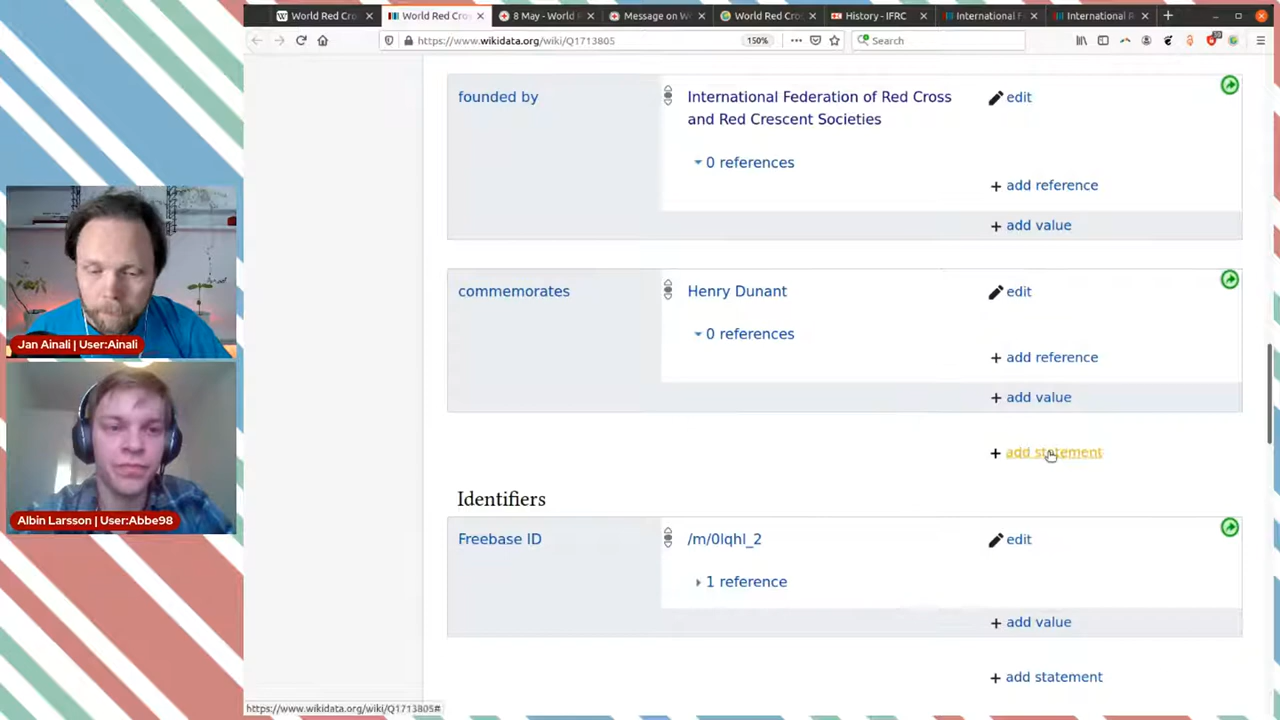 World Red Cro
World Red Cros
8 May - World R
Message on W
World Red Cros
History - IFRC
International F
International R
https://www.wikidata.org/wiki/Q1713805
150%
Search
founded by
International Federation of Red Cross
and Red Crescent Societies
edit
0 references
+ add reference
+ add value
commemorates
Henry Dunant
edit
0 references
+ add reference
+ add value
+ add statement
Identifiers
Freebase ID
/m/0lqhl_2
edit
1 reference
+ add value
+ add statement
https://www.wikidata.org/wiki/Q1713805#
Jan Ainali | User:Ainali
Albin Larsson | User:Abbe98